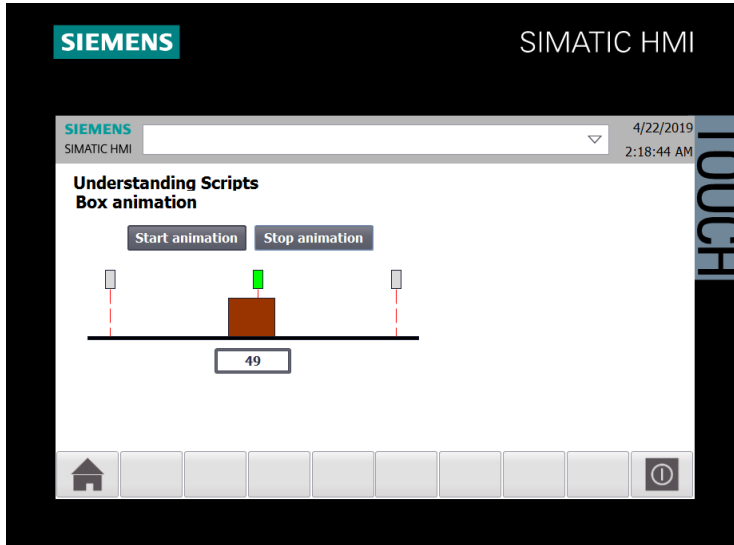 SIEMENS
SIMATIC HMI
SIEMENS
SIMATIC HMI
4/22/2019
2:18:44 AM
TOUCH
Understanding Scripts
Box animation
Start animation
Stop animation
49